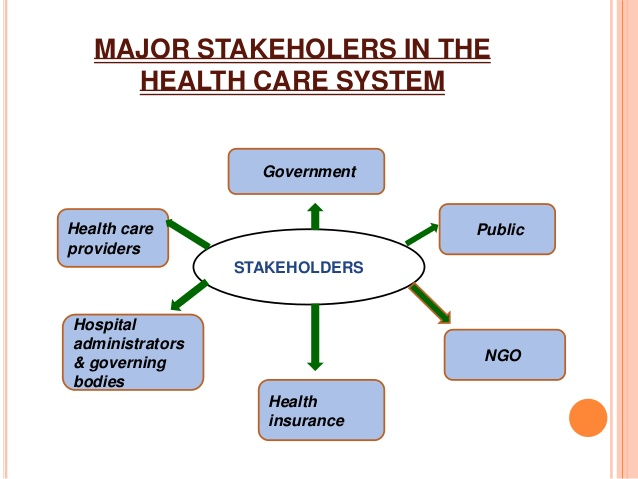 MAJOR STAKEHOLERS IN THE
HEALTH CARE SYSTEM
Government
Health care
providers
Public
STAKEHOLDERS
Hospital
administrators
& governing
bodies
NGO
Health
insurance